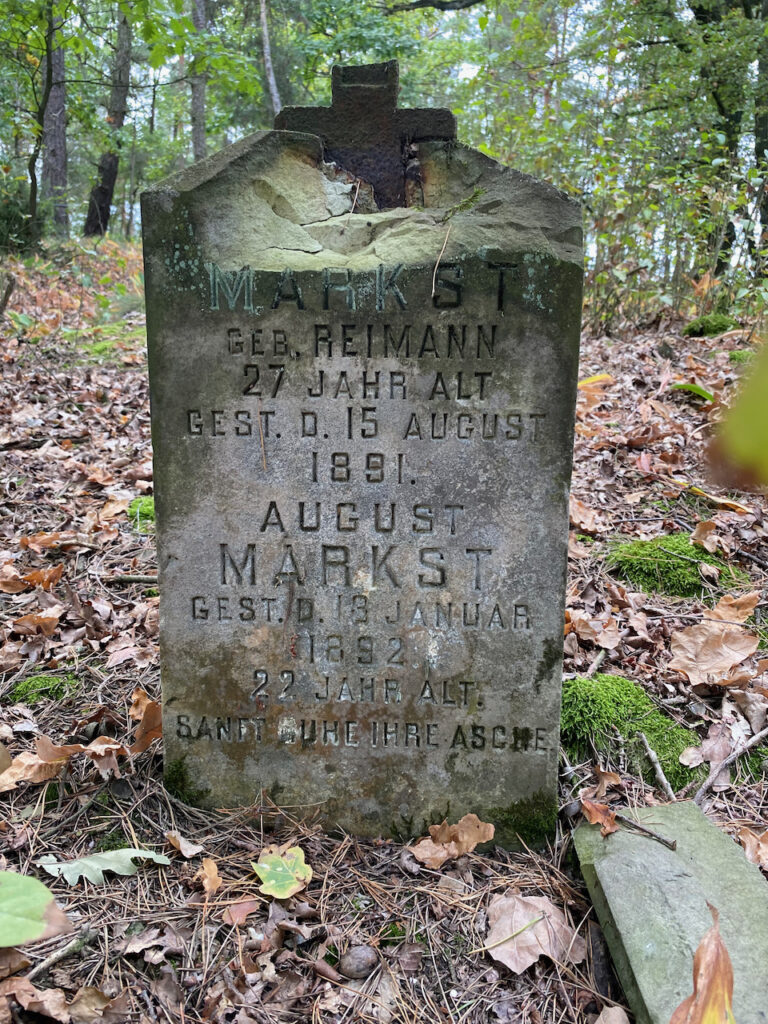 MARKST
GEB. REIMANN
27 JAHR ALT
GEST. D. 15 AUGUST
1891.
AUGUST
MARKST
GEST. D. 13 JANUAR
1892
22 JAHR ALT.
SANFT RUHE IHRE ASCHE